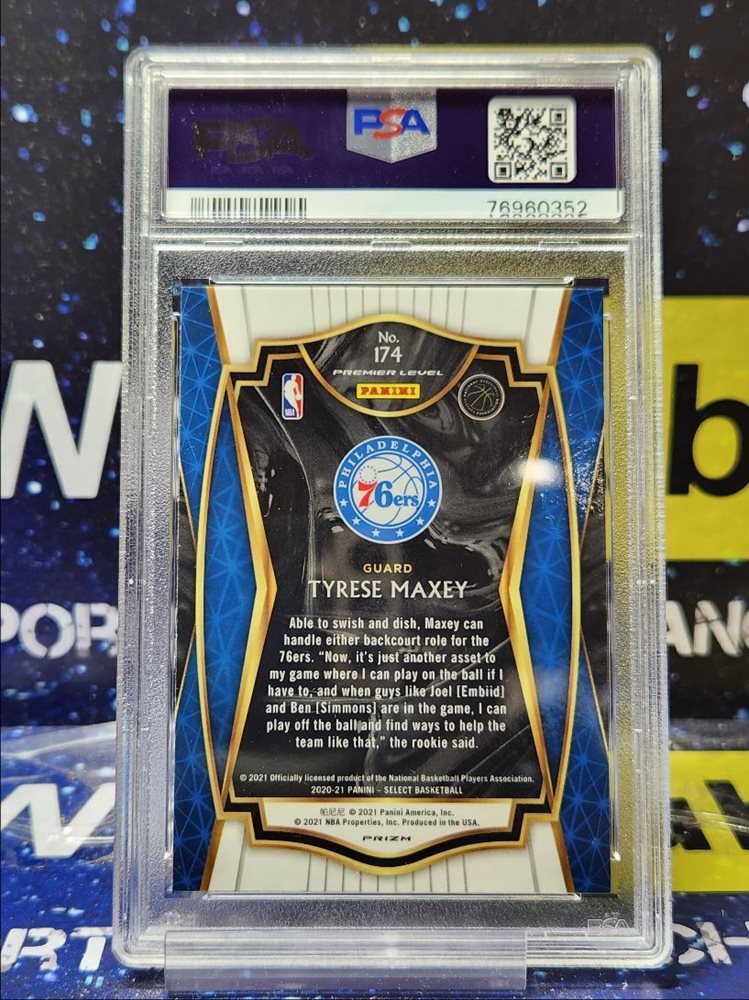 PSA
76960352
No.
174
PREMIER LEVEL
PANINI
NBA
PHILADELPHIA
76ers
GUARD
TYRESE MAXEY
Able to swish and dish, Maxey can
handle either backcourt role for the
76ers. “Now, it's just another asset to
my game where I can play on the ball if I
have to, and when guys like Joel [Embiid]
and Ben [Simmons] are in the game, I can
play off the ball and find ways to help the
team like that,” the rookie said.
© 2021 Officially licensed product of the National Basketball Players Association.
2020-21 PANINI – SELECT BASKETBALL
帕尼尼 © 2021 Panini America, Inc.
© 2021 NBA Properties, Inc. Produced in the USA.
PRIZM
PSA